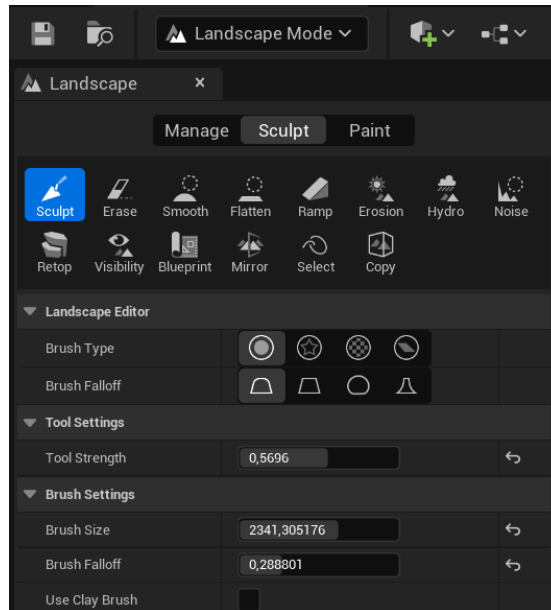 Landscape Mode
Landscape ×
Manage Sculpt Paint
Sculpt Erase Smooth Flatten Ramp Erosion Hydro Noise
Retop Visibility Blueprint Mirror Select Copy
Landscape Editor
Brush Type
Brush Falloff
Tool Settings
Tool Strength 0,5696
Brush Settings
Brush Size 2341,305176
Brush Falloff 0,288801
Use Clay Brush